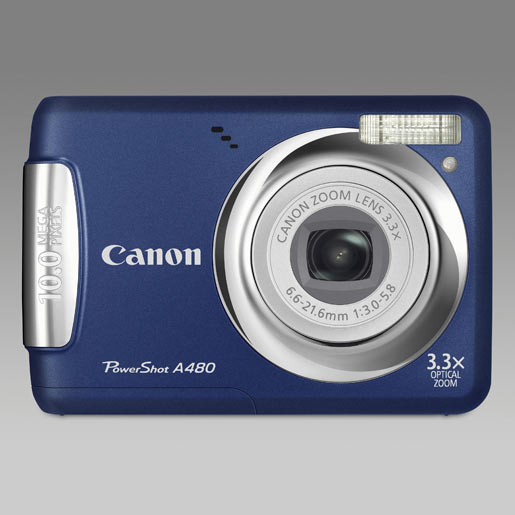 CANON ZOOM LENS 3.3x
6.6-21.6mm 1:3.0-5.8
10.0 MEGA
PIXELS
Canon
PowerShot A480
3.3x
OPTICAL
ZOOM